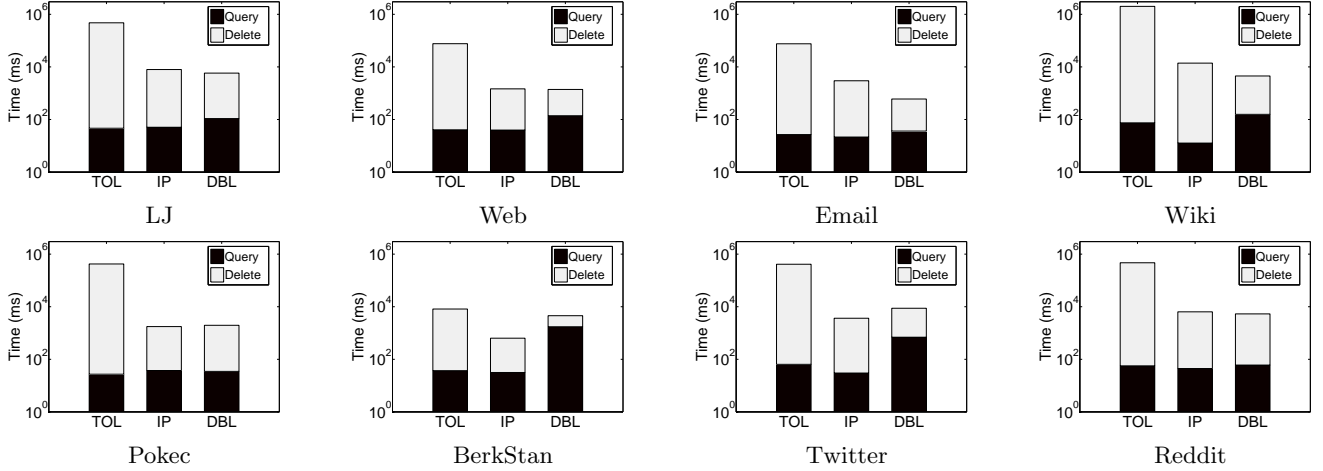 Time (ms)
10^6
10^4
10^2
10^0
Query
Delete
TOL IP DBL
LJ
Time (ms)
10^6
10^4
10^2
10^0
Query
Delete
TOL IP DBL
Web
Time (ms)
10^6
10^4
10^2
10^0
Query
Delete
TOL IP DBL
Email
Time (ms)
10^6
10^4
10^2
10^0
Query
Delete
TOL IP DBL
Wiki
Time (ms)
10^6
10^4
10^2
10^0
Query
Delete
TOL IP DBL
Pokec
Time (ms)
10^6
10^4
10^2
10^0
Query
Delete
TOL IP DBL
BerkStan
Time (ms)
10^6
10^4
10^2
10^0
Query
Delete
TOL IP DBL
Twitter
Time (ms)
10^6
10^4
10^2
10^0
Query
Delete
TOL IP DBL
Reddit